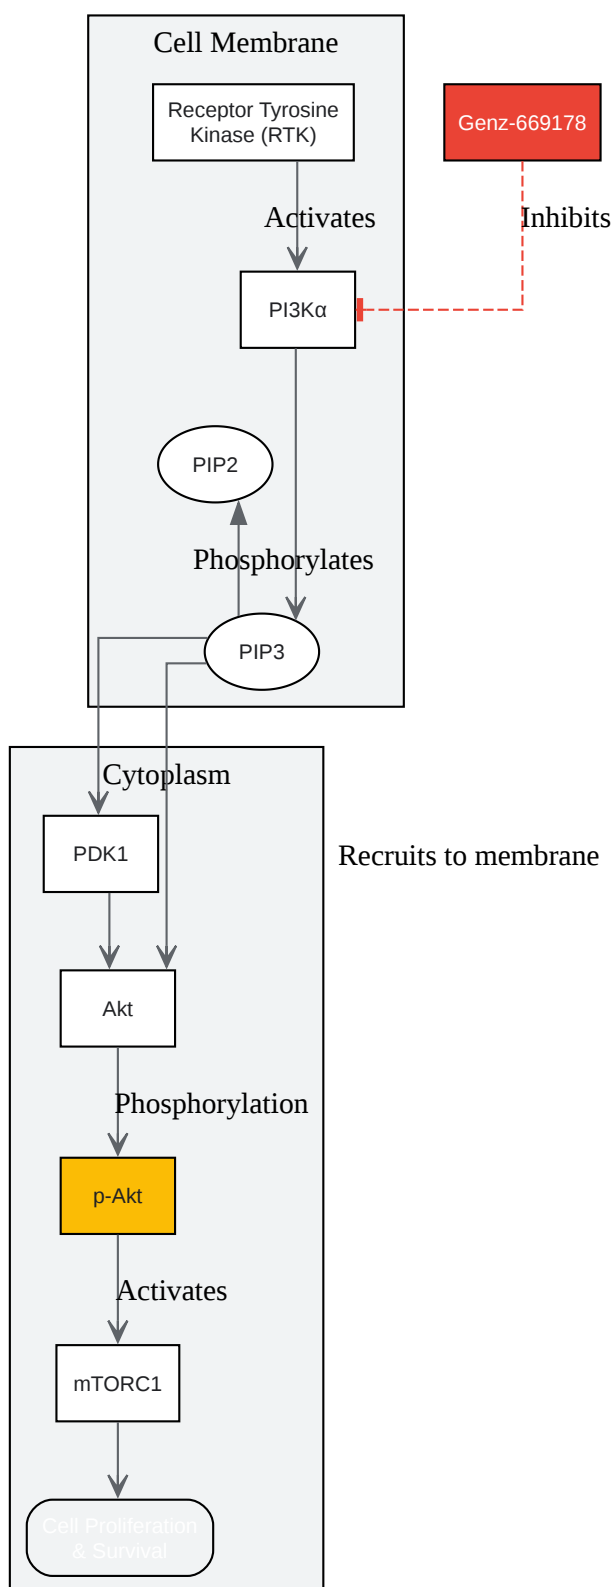 Cell Membrane
Receptor Tyrosine
Kinase (RTK)
Genz-669178
Activates
Inhibits
PI3Kα
PIP2
Phosphorylates
PIP3
Cytoplasm
PDK1
Recruits to membrane
Akt
Phosphorylation
p-Akt
Activates
mTORC1
Cell Proliferation
& Survival